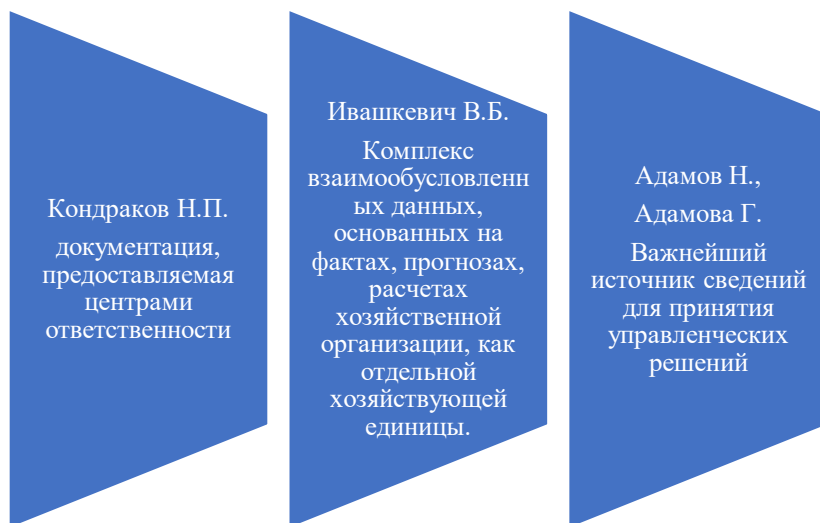 Кондраков Н.П.
документация,
предоставляемая
центрами
ответственности
Ивашкевич В.Б.
Комплекс
взаимообусловленн
ых данных,
основанных на
фактах, прогнозах,
расчетах
хозяйственной
организации, как
отдельной
хозяйствующей
единицы.
Адамов Н.,
Адамова Г.
Важнейший
источник сведений
для принятия
управленческих
решений